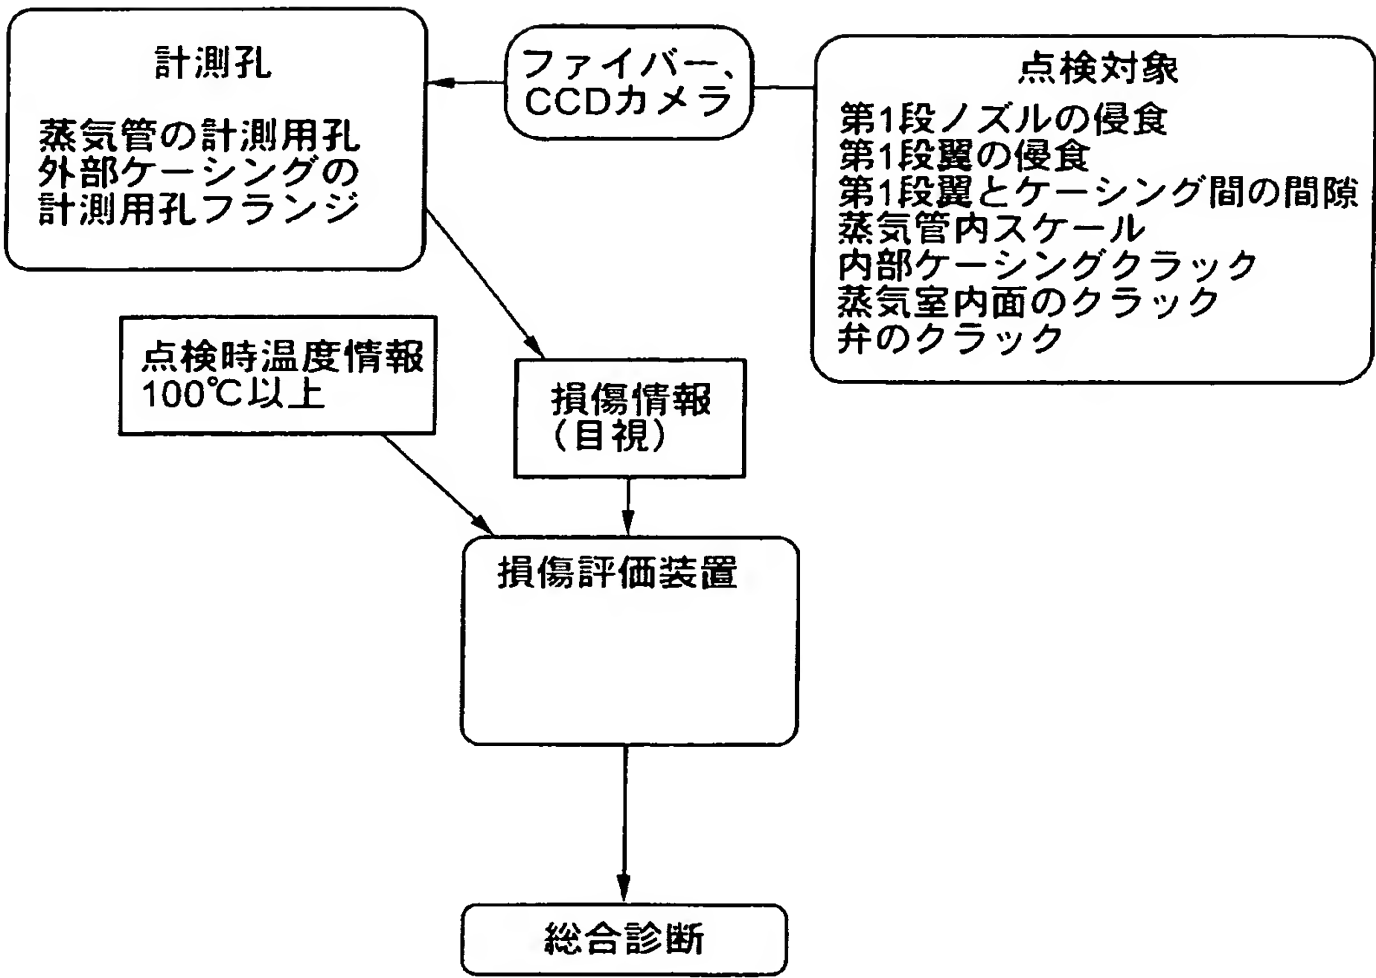 計測孔
蒸気管の計測用孔
外部ケーシングの
計測用孔フランジ
ファイバー、
CCDカメラ
点検対象
第1段ノズルの侵食
第1段翼の侵食
第1段翼とケーシング間の間隙
蒸気管内スケール
内部ケーシングクラック
蒸気室内面のクラック
弁のクラック
点検時温度情報
100℃以上
損傷情報
(目視)
損傷評価装置
総合診断